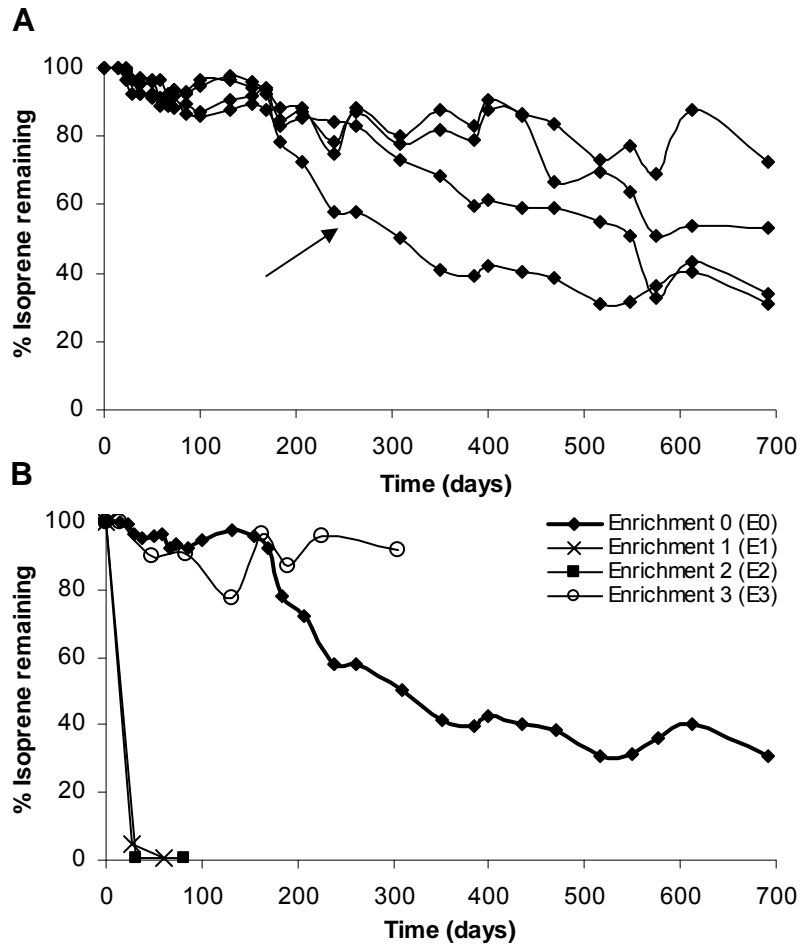 A
% Isoprene remaining
100
80
60
40
20
0
0 100 200 300 400 500 600 700
Time (days)
B
% Isoprene remaining
100
80
60
40
20
0
Enrichment 0 (E0)
Enrichment 1 (E1)
Enrichment 2 (E2)
Enrichment 3 (E3)
0 100 200 300 400 500 600 700
Time (days)